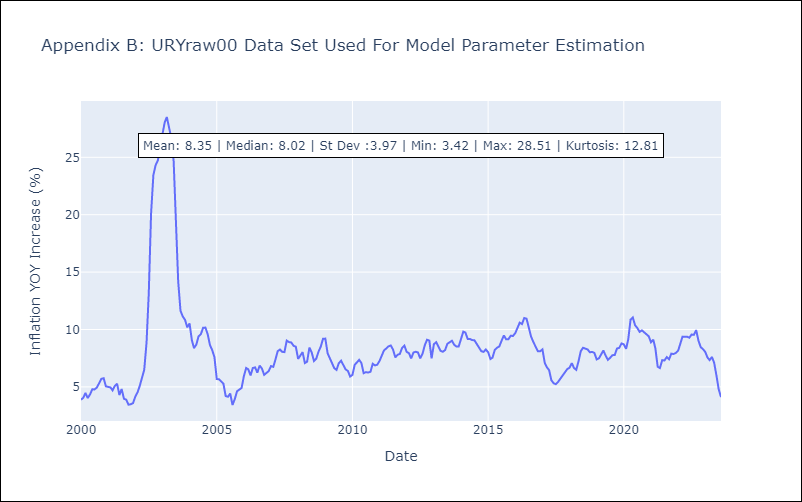 Appendix B: URYraw00 Data Set Used For Model Parameter Estimation
Mean: 8.35 | Median: 8.02 | St Dev :3.97 | Min: 3.42 | Max: 28.51 | Kurtosis: 12.81
Inflation YOY Increase (%)
25
20
15
10
5
2000
2005
2010
2015
2020
Date